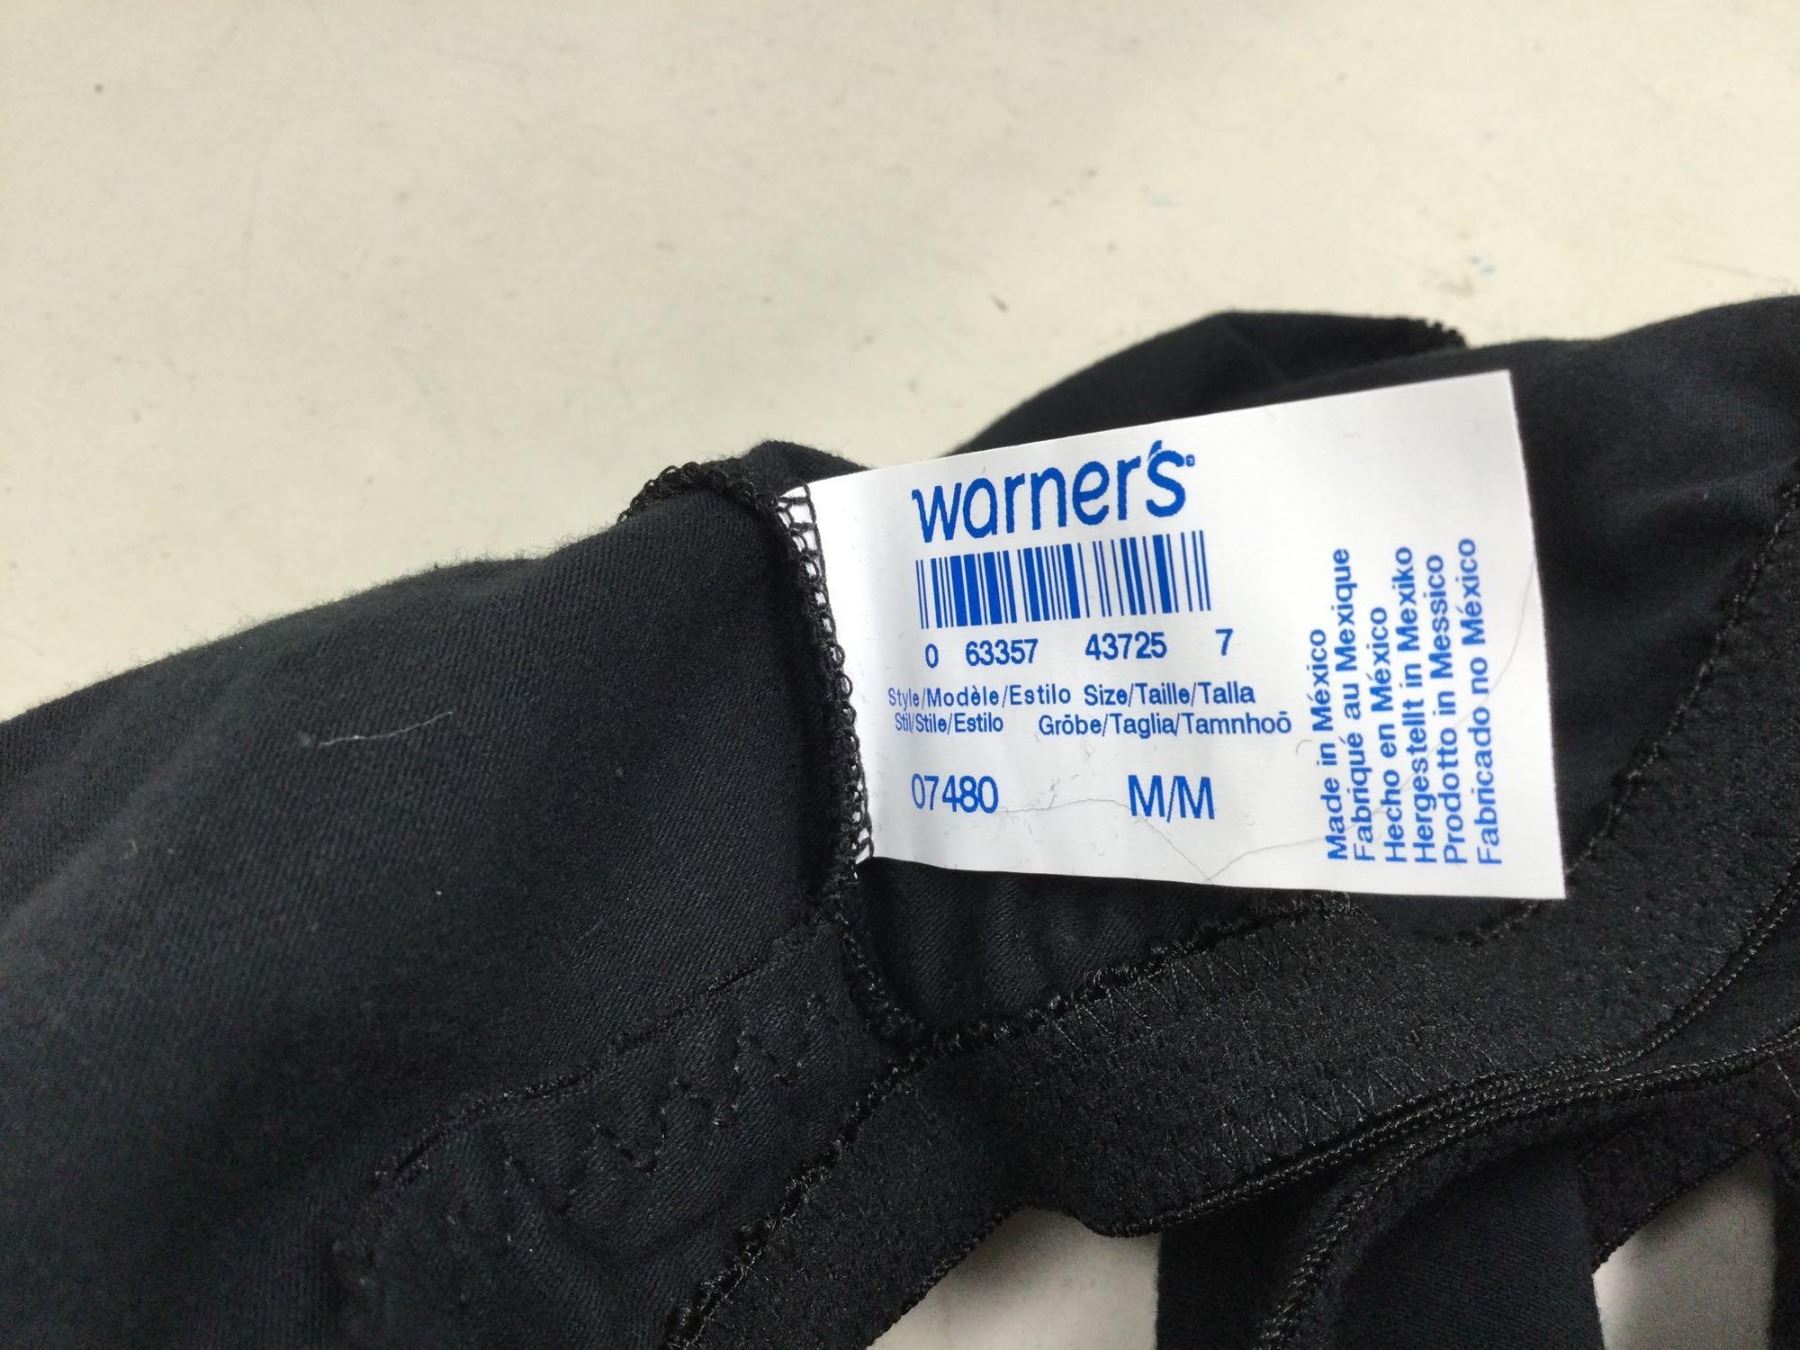 warner's
0 63357 43725 7
Style/Modèle/Estilo Size/Taille/Talla
Stil/Stile/Estilo Grōbe/Taglia/Tamnhoō
07480 M/M
Made in México
Fabriqué au Mexique
Hecho en México
Hergestellt in Mexiko
Prodotto in Messico
Fabricado no México